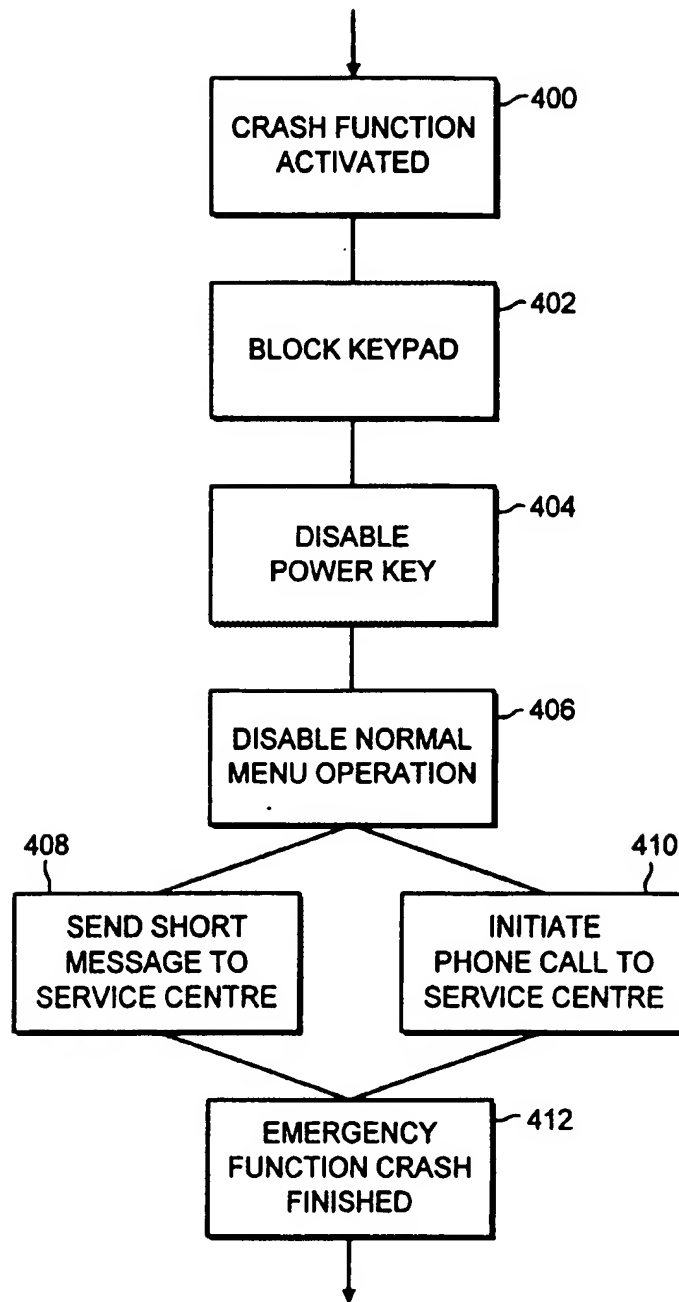 400
CRASH FUNCTION
ACTIVATED
402
BLOCK KEYPAD
404
DISABLE
POWER KEY
406
DISABLE NORMAL
MENU OPERATION
408
SEND SHORT
MESSAGE TO
SERVICE CENTRE
410
INITIATE
PHONE CALL TO
SERVICE CENTRE
412
EMERGENCY
FUNCTION CRASH
FINISHED